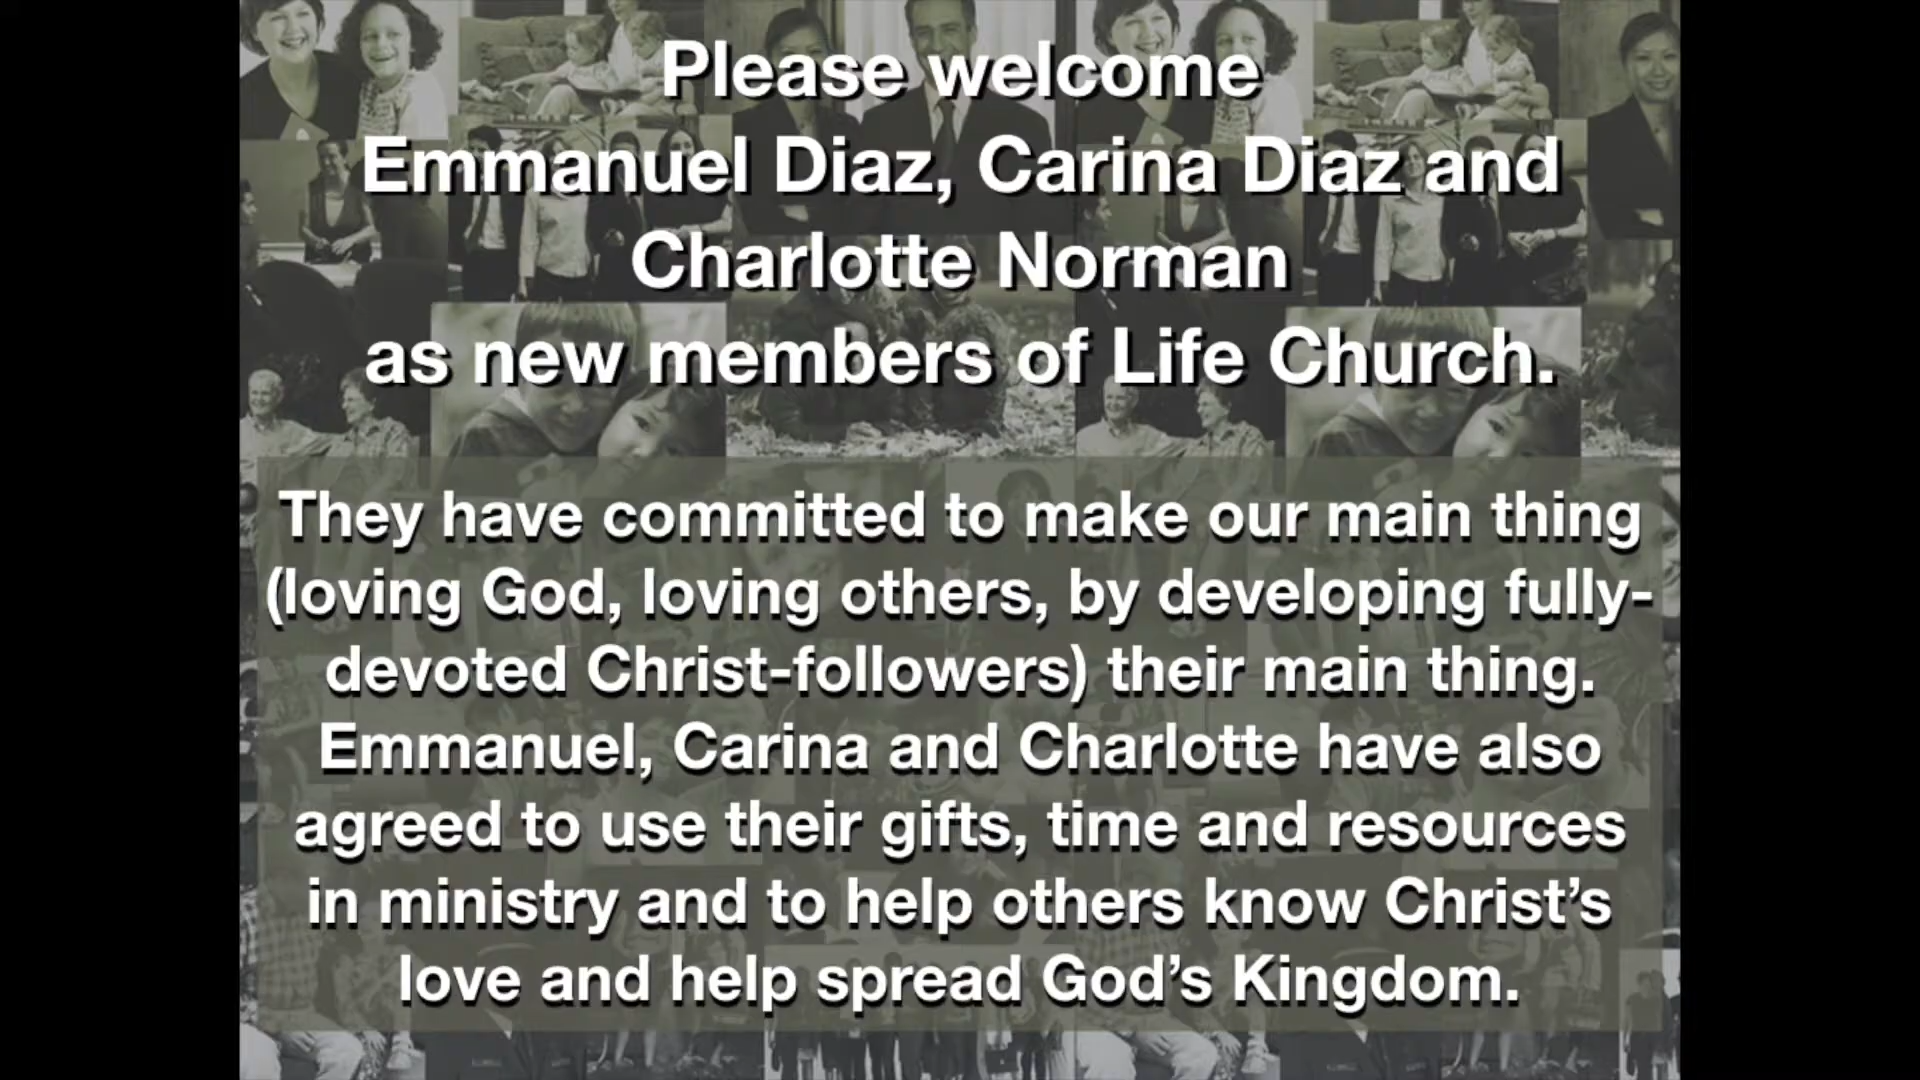 Please welcome
Emmanuel Diaz, Carina Diaz and
Charlotte Norman
as new members of Life Church.
They have committed to make our main thing
(loving God, loving others, by developing fully-
devoted Christ-followers) their main thing.
Emmanuel, Carina and Charlotte have also
agreed to use their gifts, time and resources
in ministry and to help others know Christ’s
love and help spread God’s Kingdom.